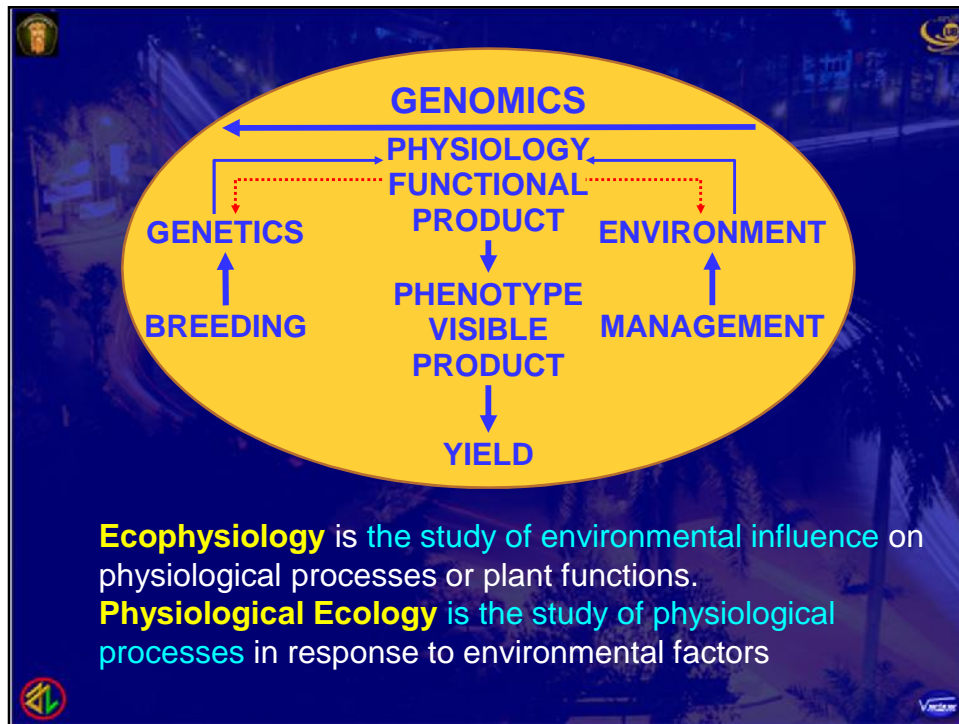 GENOMICS
PHYSIOLOGY
FUNCTIONAL
PRODUCT
GENETICS
ENVIRONMENT
BREEDING
PHENOTYPE
VISIBLE
PRODUCT
MANAGEMENT
YIELD
Ecophysiology is the study of environmental influence on
physiological processes or plant functions.
Physiological Ecology is the study of physiological
processes in response to environmental factors
UB